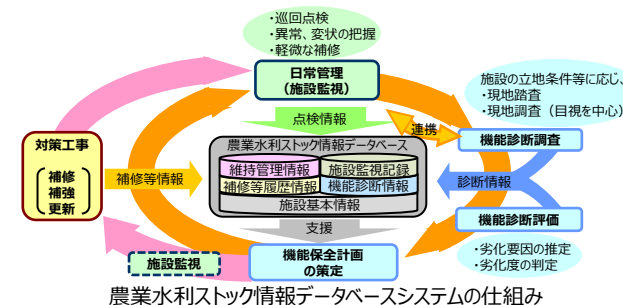 ・巡回点検
・異常、変状の把握
・軽微な補修
日常管理
（施設監視）
施設の立地条件等に応じ、
・現地踏査
・現地調査（目視を中心）
点検情報
連携
農業水利ストック情報データベース
機能診断調査
対策工事
補修
補強
更新
維持管理情報
施設監視記録
補修等履歴情報
機能診断情報
施設基本情報
補修等情報
診断情報
機能診断評価
支援
施設監視
機能保全計画
の策定
・劣化要因の推定
・劣化度の判定
農業水利ストック情報データベースシステムの仕組み